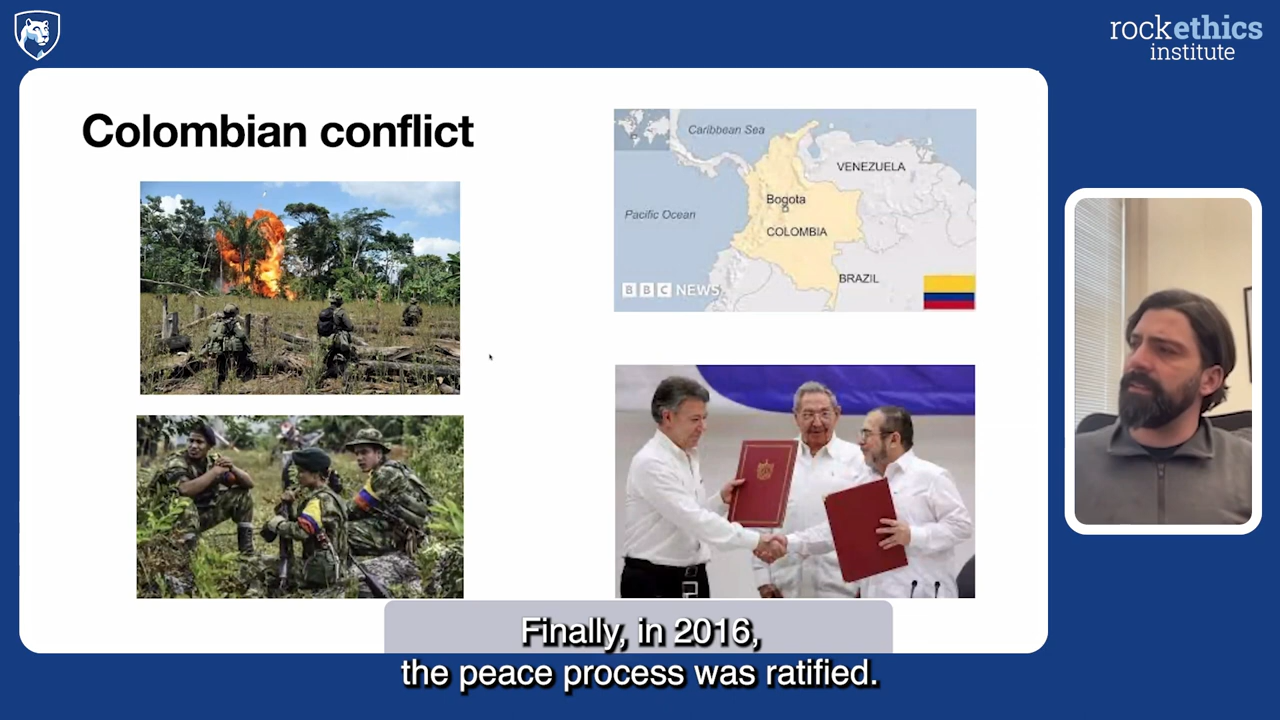 rockethics
institute
Colombian conflict
Caribbean Sea
VENEZUELA
Bogota
Pacific Ocean
COLOMBIA
BRAZIL
BBC NEWS
Finally, in 2016,
the peace process was ratified.